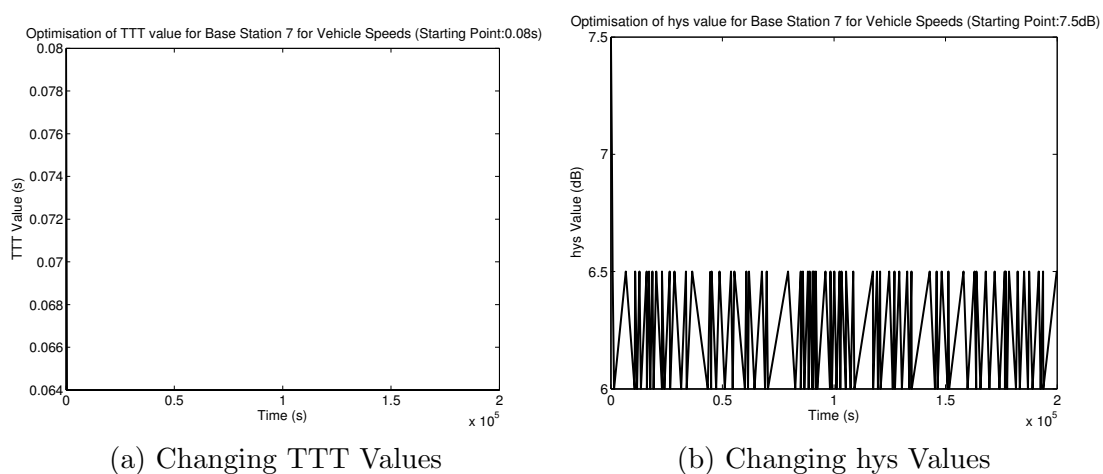 Optimisation of TTT value for Base Station 7 for Vehicle Speeds (Starting Point:0.08s)
0.08
0.078
0.076
0.074
0.072
0.07
0.068
0.066
0.064
TTT Value (s)
0
0.5
1
1.5
2
Time (s)
x 10^5
(a) Changing TTT Values
Optimisation of hys value for Base Station 7 for Vehicle Speeds (Starting Point:7.5dB)
7.5
7
6.5
6
hys Value (dB)
0
0.5
1
1.5
2
Time (s)
x 10^5
(b) Changing hys Values